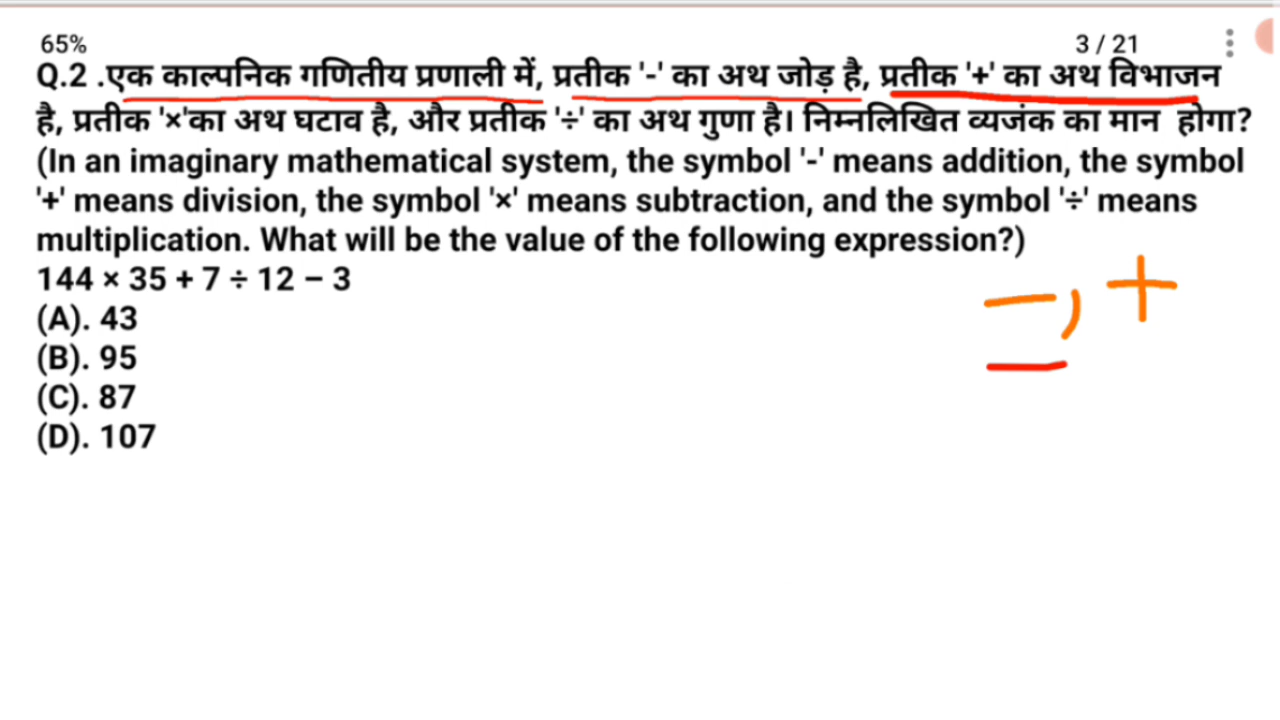 65%
3 / 21
Q.2 .एक काल्पनिक गणितीय प्रणाली में, प्रतीक '-' का अथ जोड़ है, प्रतीक '+' का अथ विभाजन
है, प्रतीक '×'का अथ घटाव है, और प्रतीक '÷' का अथ गुणा है। निम्नलिखित व्यजंक का मान होगा?
(In an imaginary mathematical system, the symbol '-' means addition, the symbol
'+' means division, the symbol '×' means subtraction, and the symbol '÷' means
multiplication. What will be the value of the following expression?)
144 × 35 + 7 ÷ 12 – 3
(A). 43
(B). 95
(C). 87
(D). 107
–, +